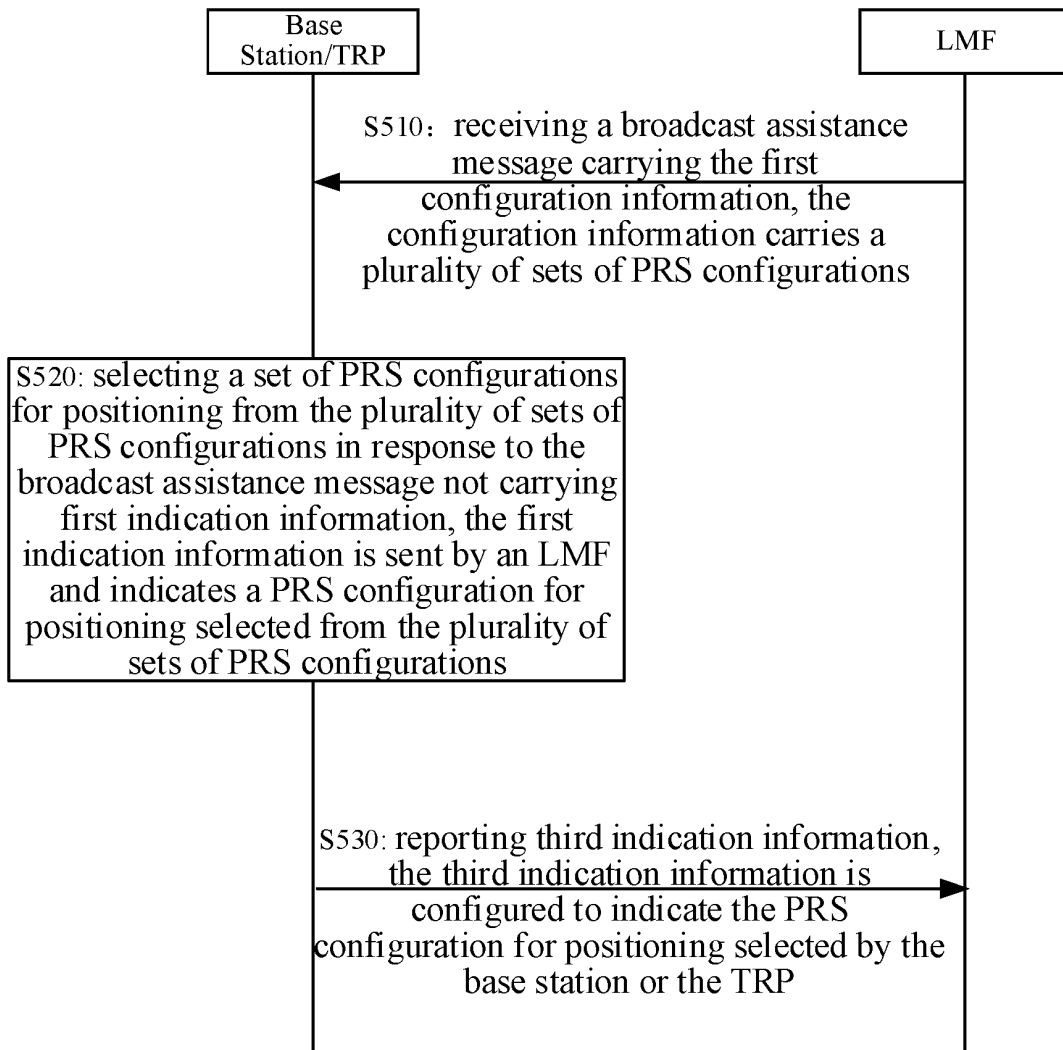 Base
Station/TRP
LMF
S510：receiving a broadcast assistance
message carrying the first
configuration information, the
configuration information carries a
plurality of sets of PRS configurations
S520: selecting a set of PRS configurations
for positioning from the plurality of sets of
PRS configurations in response to the
broadcast assistance message not carrying
first indication information, the first
indication information is sent by an LMF
and indicates a PRS configuration for
positioning selected from the plurality of
sets of PRS configurations
S530: reporting third indication information,
the third indication information is
configured to indicate the PRS
configuration for positioning selected by the
base station or the TRP